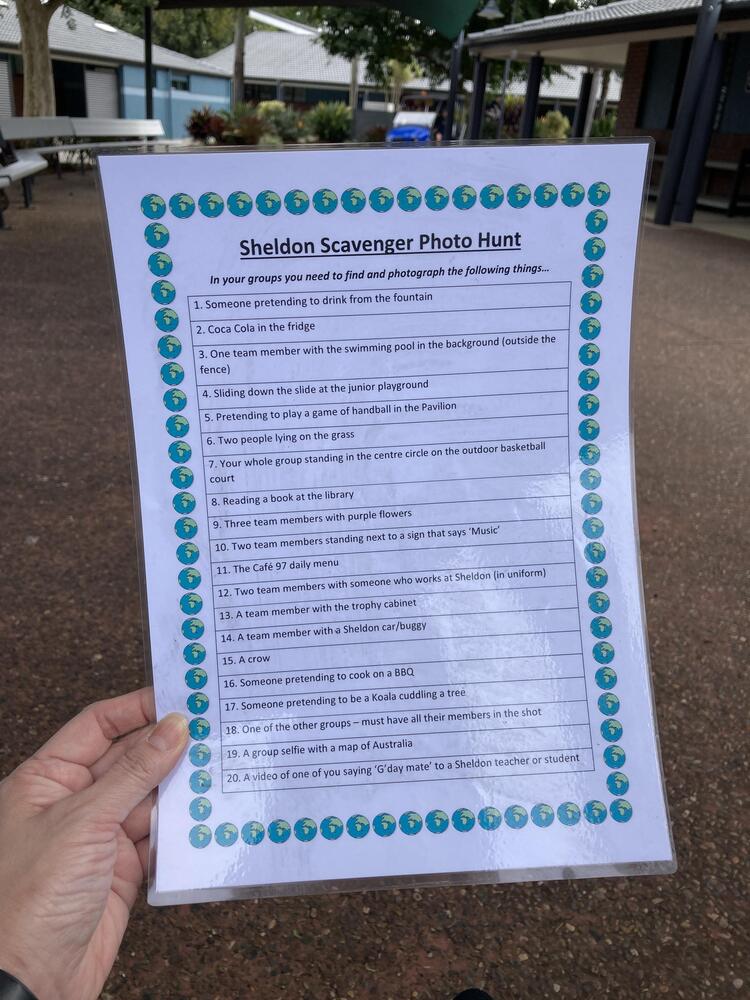 Sheldon Scavenger Photo Hunt
In your groups you need to find and photograph the following things...
1. Someone pretending to drink from the fountain
2. Coca Cola in the fridge
3. One team member with the swimming pool in the background (outside the
fence)
4. Sliding down the slide at the junior playground
5. Pretending to play a game of handball in the Pavilion
6. Two people lying on the grass
7. Your whole group standing in the centre circle on the outdoor basketball
court
8. Reading a book at the library
9. Three team members with purple flowers
10. Two team members standing next to a sign that says ‘Music’
11. The Café 97 daily menu
12. Two team members with someone who works at Sheldon (in uniform)
13. A team member with the trophy cabinet
14. A team member with a Sheldon car/buggy
15. A crow
16. Someone pretending to cook on a BBQ
17. Someone pretending to be a Koala cuddling a tree
18. One of the other groups – must have all their members in the shot
19. A group selfie with a map of Australia
20. A video of one of you saying ‘G’day mate’ to a Sheldon teacher or student